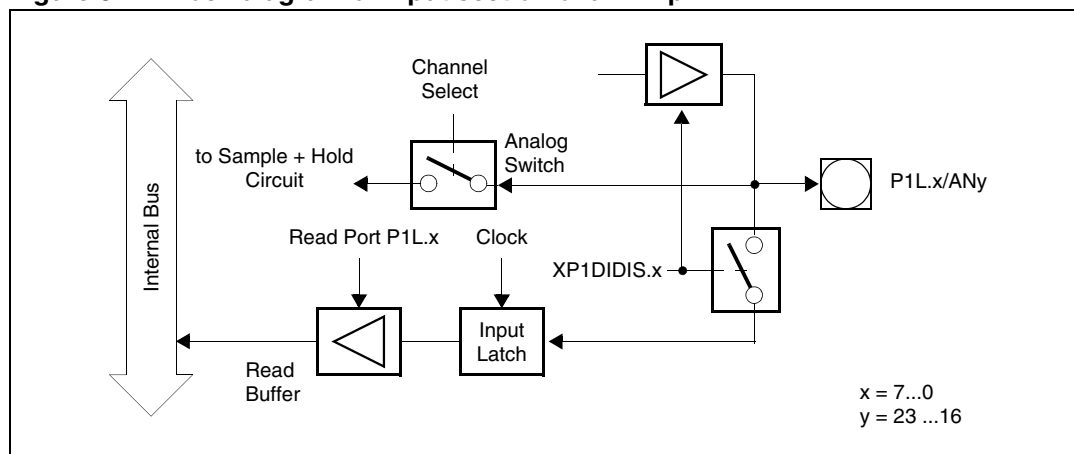 Channel
Select
Analog
Switch
to Sample + Hold
Circuit
P1L.x/ANy
Internal Bus
Read Port P1L.x
Clock
XP1DIDIS.x
Input
Latch
Read
Buffer
x = 7...0
y = 23 ...16